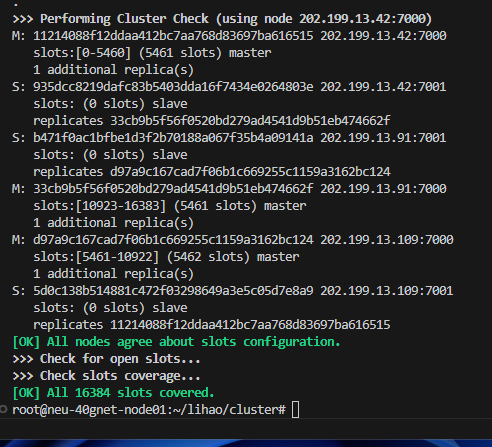 .
>>> Performing Cluster Check (using node 202.199.13.42:7000)
M: 11214088f12ddaa412bc7aa768d83697ba616515 202.199.13.42:7000
slots:[0-5460] (5461 slots) master
1 additional replica(s)
S: 935dcc8219dafc83b5403dda16f7434e0264803e 202.199.13.42:7001
slots: (0 slots) slave
replicates 33cb9b5f56f0520bd279ad4541d9b51eb474662f
S: b471f0ac1bfbe1d3f2b70188a067f35b4a09141a 202.199.13.91:7001
slots: (0 slots) slave
replicates d97a9c167cad7f06b1c669255c1159a3162bc124
M: 33cb9b5f56f0520bd279ad4541d9b51eb474662f 202.199.13.91:7000
slots:[10923-16383] (5461 slots) master
1 additional replica(s)
M: d97a9c167cad7f06b1c669255c1159a3162bc124 202.199.13.109:7000
slots:[5461-10922] (5462 slots) master
1 additional replica(s)
S: 5d0c138b514881c472f03298649a3e5c05d7e8a9 202.199.13.109:7001
slots: (0 slots) slave
replicates 11214088f12ddaa412bc7aa768d83697ba616515
[OK] All nodes agree about slots configuration.
>>> Check for open slots...
>>> Check slots coverage...
[OK] All 16384 slots covered.
root@neu-40gnet-node01:~/lihao/cluster#